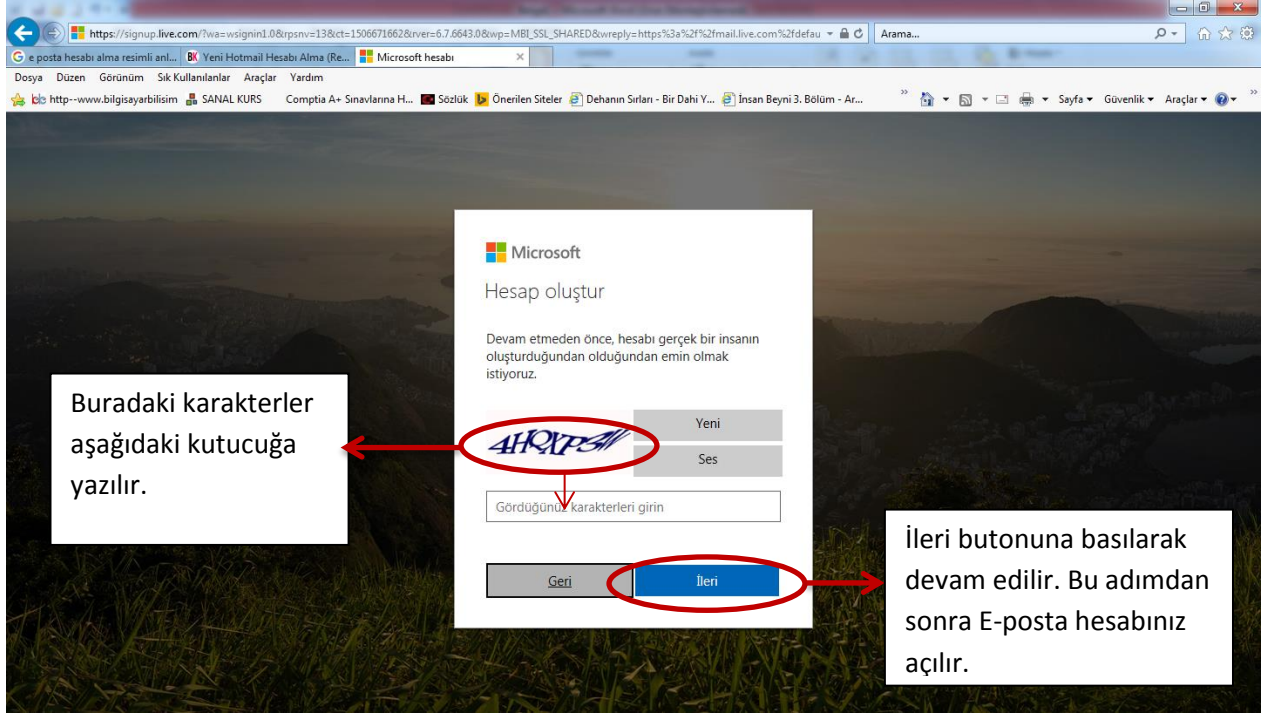 https://signup.live.com/?wa=wsignin1.0&rpsnv=13&ct=1506671662&rver=6.7.6643.0&wp=MBI_SSL_SHARED&wreply=https%3a%2f%2fmail.live.com%2fdefau
Arama...
e posta hesabı alma resimli anl...
Yeni Hotmail Hesabı Alma (Re...
Microsoft hesabı
Dosya Düzen Görünüm Sık Kullanılanlar Araçlar Yardım
http--www.bilgisayarbilisim SANAL KURS Comptia A+ Sınavlarına H... Sözlük Önerilen Siteler Dehanın Sırları - Bir Dahi Y... İnsan Beyni 3. Bölüm - Ar... Sayfa Güvenlik Araçlar
Microsoft
Hesap oluştur
Devam etmeden önce, hesabı gerçek bir insanın
oluşturduğundan olduğundan emin olmak
istiyoruz.
Buradaki karakterler
aşağıdaki kutucuğa
yazılır.
Yeni
Ses
Gördüğünüz karakterleri girin
Geri
İleri
İleri butonuna basılarak
devam edilir. Bu adımdan
sonra E-posta hesabınız
açılır.